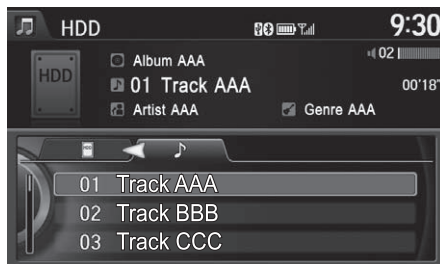 HDD 9:30
02
HDD
Album AAA
01 Track AAA
00'18"
Artist AAA Genre AAA
HDD
01 Track AAA
02 Track BBB
03 Track CCC